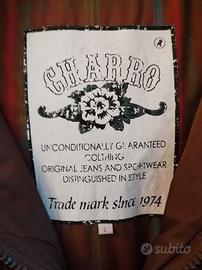 ®
CHARRO
UNCONDITIONALLY GUARANTEED
CLOTHING
ORIGINAL JEANS AND SPORTWEAR
DISTINGUISHED IN STYLE
Trade mark since 1974
L
subito